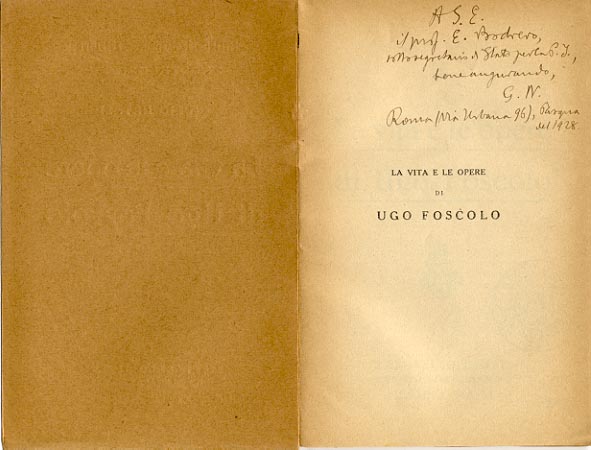 A S. E.
il prof. E. Bodrero,
sottosegretario di Stato per la P. I.,
bene augurando,
G. N.
Roma (Via Urbana 96), Pasqua
del 1928.
LA VITA E LE OPERE
DI
UGO FOSCOLO